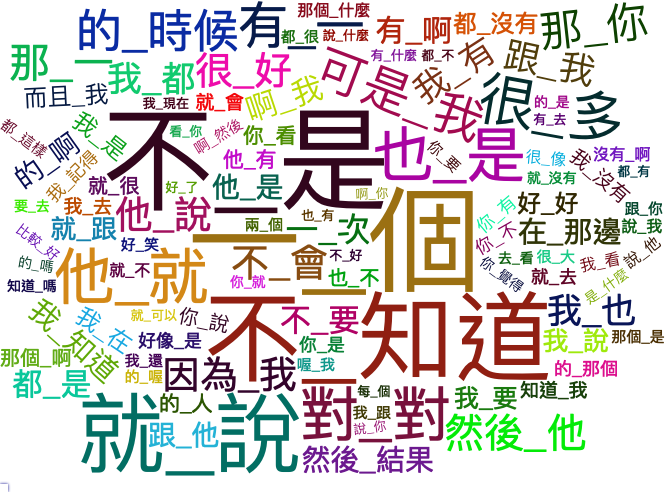 那個_什麼
都_很 說_什麼
的_時候 有_一 有_啊 都_沒有 那_你
那_一 我_都 很_好 可是_我 有_什麼 都_不 我_有 跟_我
而且_我 我_現在 就_會 啊_我 很_多 的_是 有_去
都_這樣 我_是 不_是 看_你 啊_然後 你_看 也_是 你_要 很_像 我_沒有 沒有_啊
的_啊 我_記得 他_有 就_沒有 都_有
就_很 好_了 他_是 啊_你 你_有 好_好 跟_你
要_去 我_去 他_說 兩_個 也_有 一_個 你_不 在_那邊 說_我
比較_好 就_跟 好_笑 一_次 不_好 去_看 很_大 我_看 說_他
的_嗎 他_就 就_不 不_會 你_就 也_不 你_覺得 就_去 是_什麼
知道_嗎 我_知道 我_在 就_可以 你_說 不_知道 不_要 我_也
那個_啊 好像_是 你_是 我_說 那個_是
都_是 我_還 的_喔 因為_我 喔_我 的_那個
的_人 每_個 我_跟 對_對 我_要 知道_我
就_說 跟_他 說_你 然後_他
然後_結果